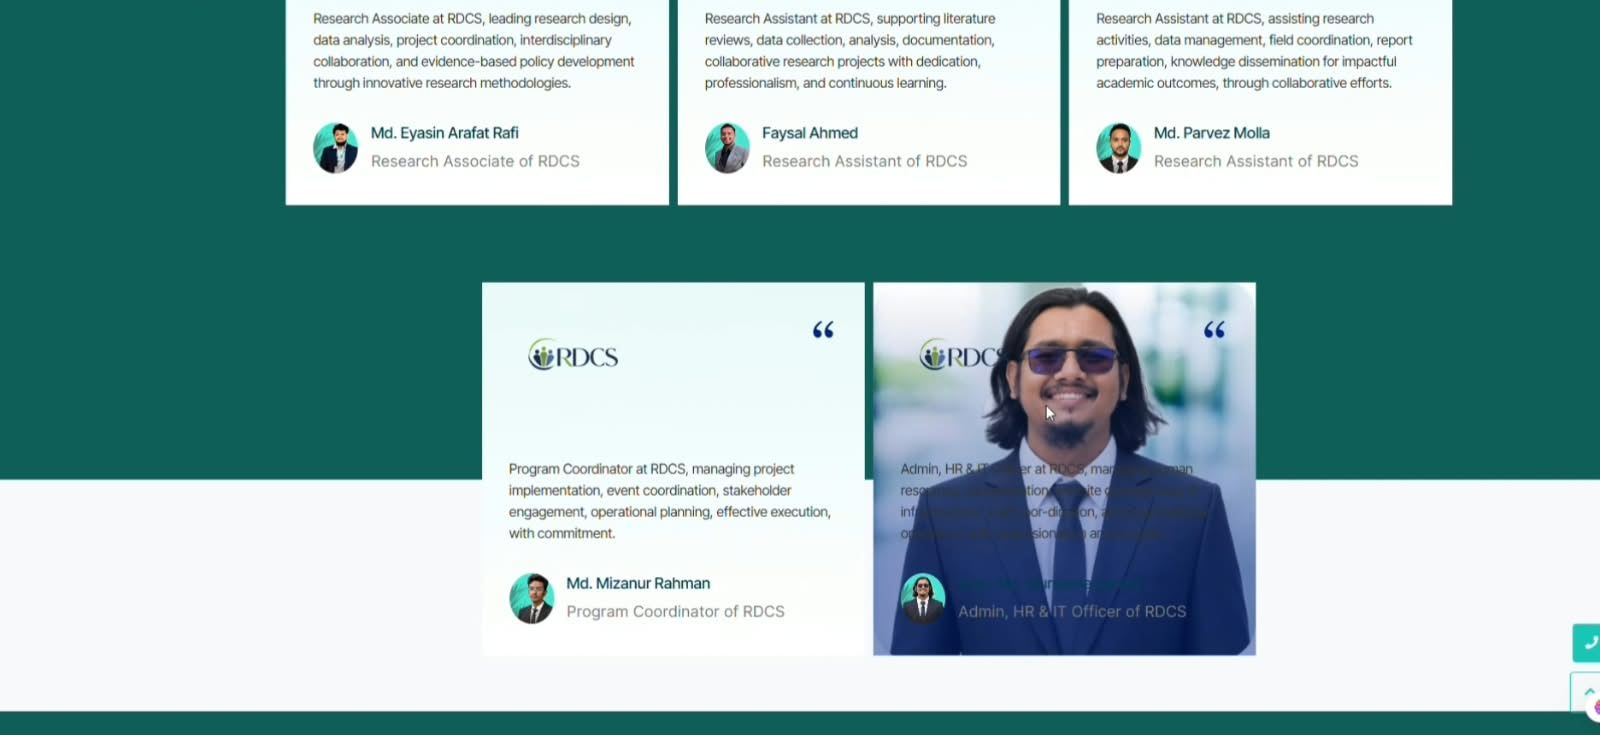 Research Associate at RDCS, leading research design,
data analysis, project coordination, interdisciplinary
collaboration, and evidence-based policy development
through innovative research methodologies.
Md. Eyasin Arafat Rafi
Research Associate of RDCS
Research Assistant at RDCS, supporting literature
reviews, data collection, analysis, documentation,
collaborative research projects with dedication,
professionalism, and continuous learning.
Faysal Ahmed
Research Assistant of RDCS
Research Assistant at RDCS, assisting research
activities, data management, field coordination, report
preparation, knowledge dissemination for impactful
academic outcomes, through collaborative efforts.
Md. Parvez Molla
Research Assistant of RDCS
“
RDCS
Program Coordinator at RDCS, managing project
implementation, event coordination, stakeholder
engagement, operational planning, effective execution,
with commitment.
Md. Mizanur Rahman
Program Coordinator of RDCS
“
RDCS
Admin, HR & IT at RDCS,
Admin, HR & IT Officer of RDCS